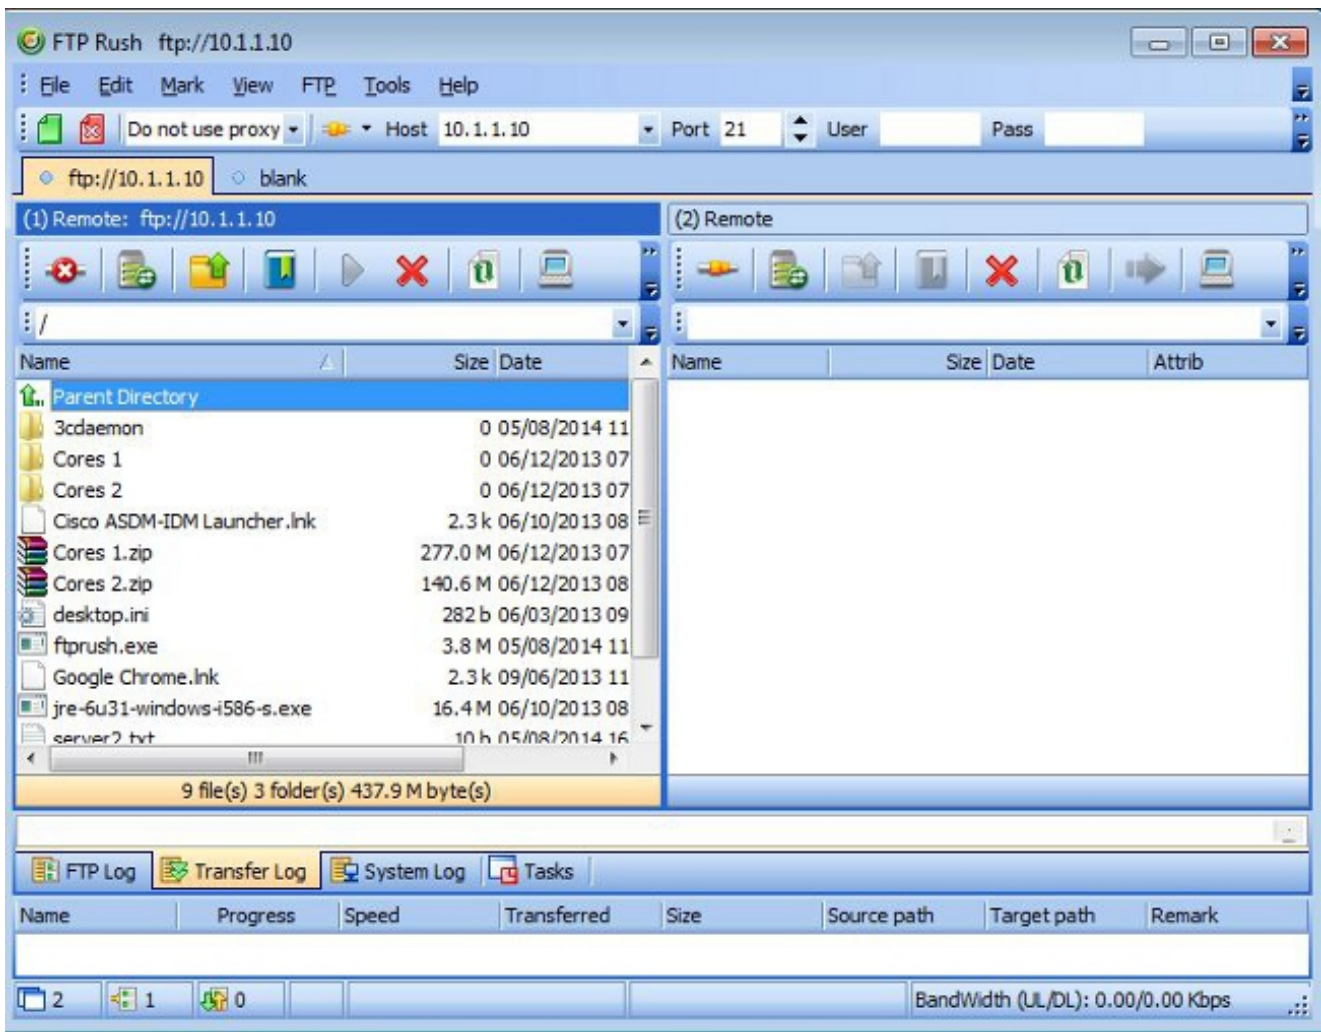 FTP Rush ftp://10.1.1.10
File Edit Mark View FTP Tools Help
Do not use proxy Host 10.1.1.10 Port 21 User Pass
ftp://10.1.1.10 blank
(1) Remote: ftp://10.1.1.10
(2) Remote
/
Name Size Date
Name Size Date Attrib
Parent Directory
3cdaemon 0 05/08/2014 11
Cores 1 0 06/12/2013 07
Cores 2 0 06/12/2013 07
Cisco ASDM-IDM Launcher.lnk 2.3 k 06/10/2013 08
Cores 1.zip 277.0 M 06/12/2013 07
Cores 2.zip 140.6 M 06/12/2013 08
desktop.ini 282 b 06/03/2013 09
ftprush.exe 3.8 M 05/08/2014 11
Google Chrome.lnk 2.3 k 09/06/2013 11
jre-6u31-windows-i586-s.exe 16.4 M 06/10/2013 08
server2.txt 10 b 05/08/2014 16
9 file(s) 3 folder(s) 437.9 M byte(s)
FTP Log Transfer Log System Log Tasks
Name Progress Speed Transferred Size Source path Target path Remark
2 1 0 BandWidth (UL/DL): 0.00/0.00 Kbps